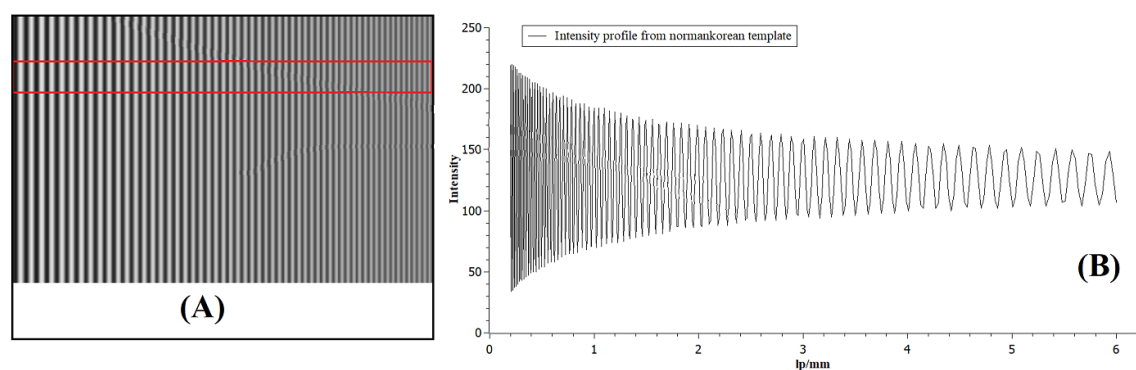 (A)
250
200
150
100
50
0
Intensity
Intensity profile from normankorean template
(B)
0 1 2 3 4 5 6
lp/mm